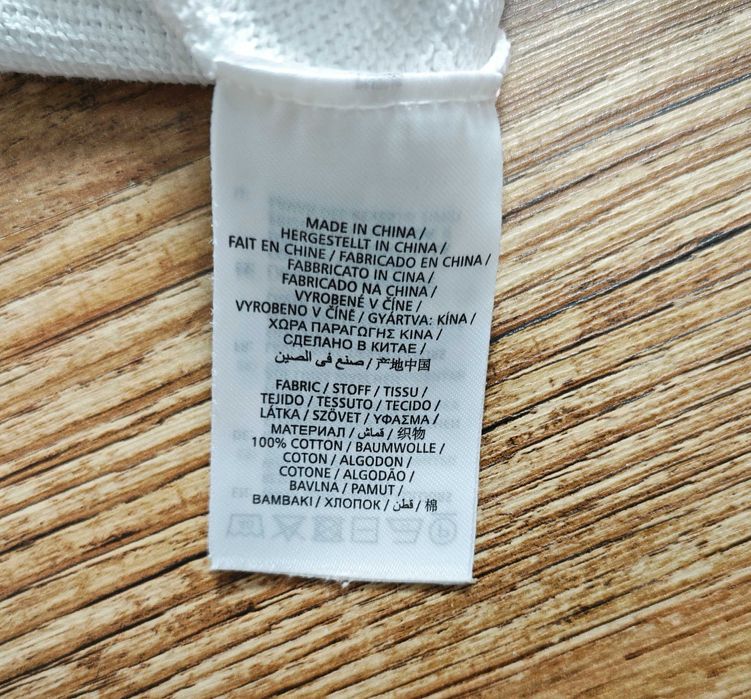 MADE IN CHINA /
HERGESTELLT IN CHINA /
FAIT EN CHINE / FABRICADO EN CHINA /
FABBRICATO IN CINA /
FABRICADO NA CHINA /
VYROBENÉ V ČÍNE /
VYROBENO V ČÍNĚ / GYÁRTVA: KÍNA /
ΧΩΡΑ ΠΑΡΑΓΩΓΗΣ ΚΙΝΑ /
СДЕЛАНО В КИТАЕ /
صنع في الصين / 产地中国
FABRIC / STOFF / TISSU /
TEJIDO / TESSUTO / TECIDO /
LÁTKA / SZÖVET / ΥΦΑΣΜΑ /
МАТЕРИАЛ / قماش / 织物
100% COTTON / BAUMWOLLE /
COTON / ALGODON /
COTONE / ALGODÃO /
BAVLNA / PAMUT /
ΒΑΜΒΑΚΙ / ХЛОПОК / قطن / 棉